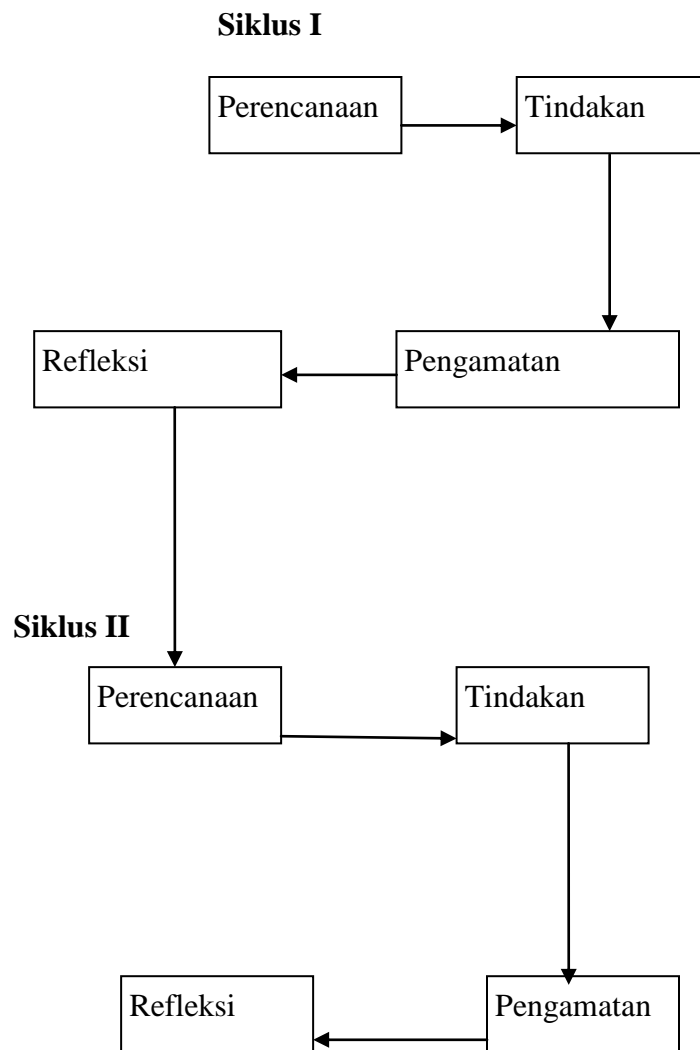 Siklus I
Perencanaan
Tindakan
Refleksi
Pengamatan
Siklus II
Perencanaan
Tindakan
Refleksi
Pengamatan